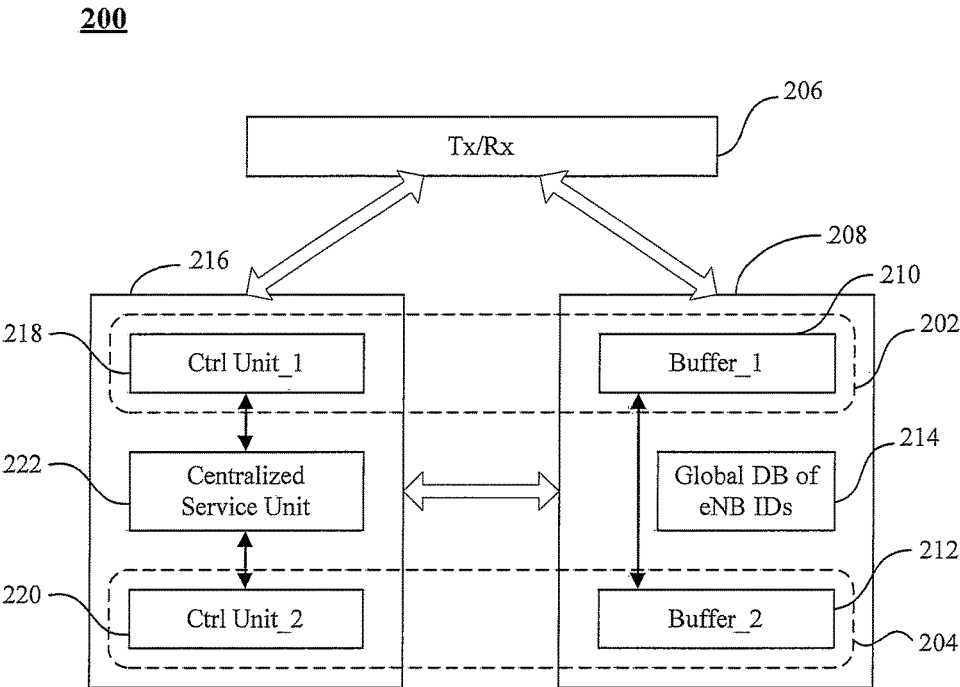 200
206
Tx/Rx
208
216
210
218
Ctrl Unit_1
Buffer_1
202
222
Centralized
Service Unit
Global DB of
eNB IDs
214
212
220
Ctrl Unit_2
Buffer_2
204